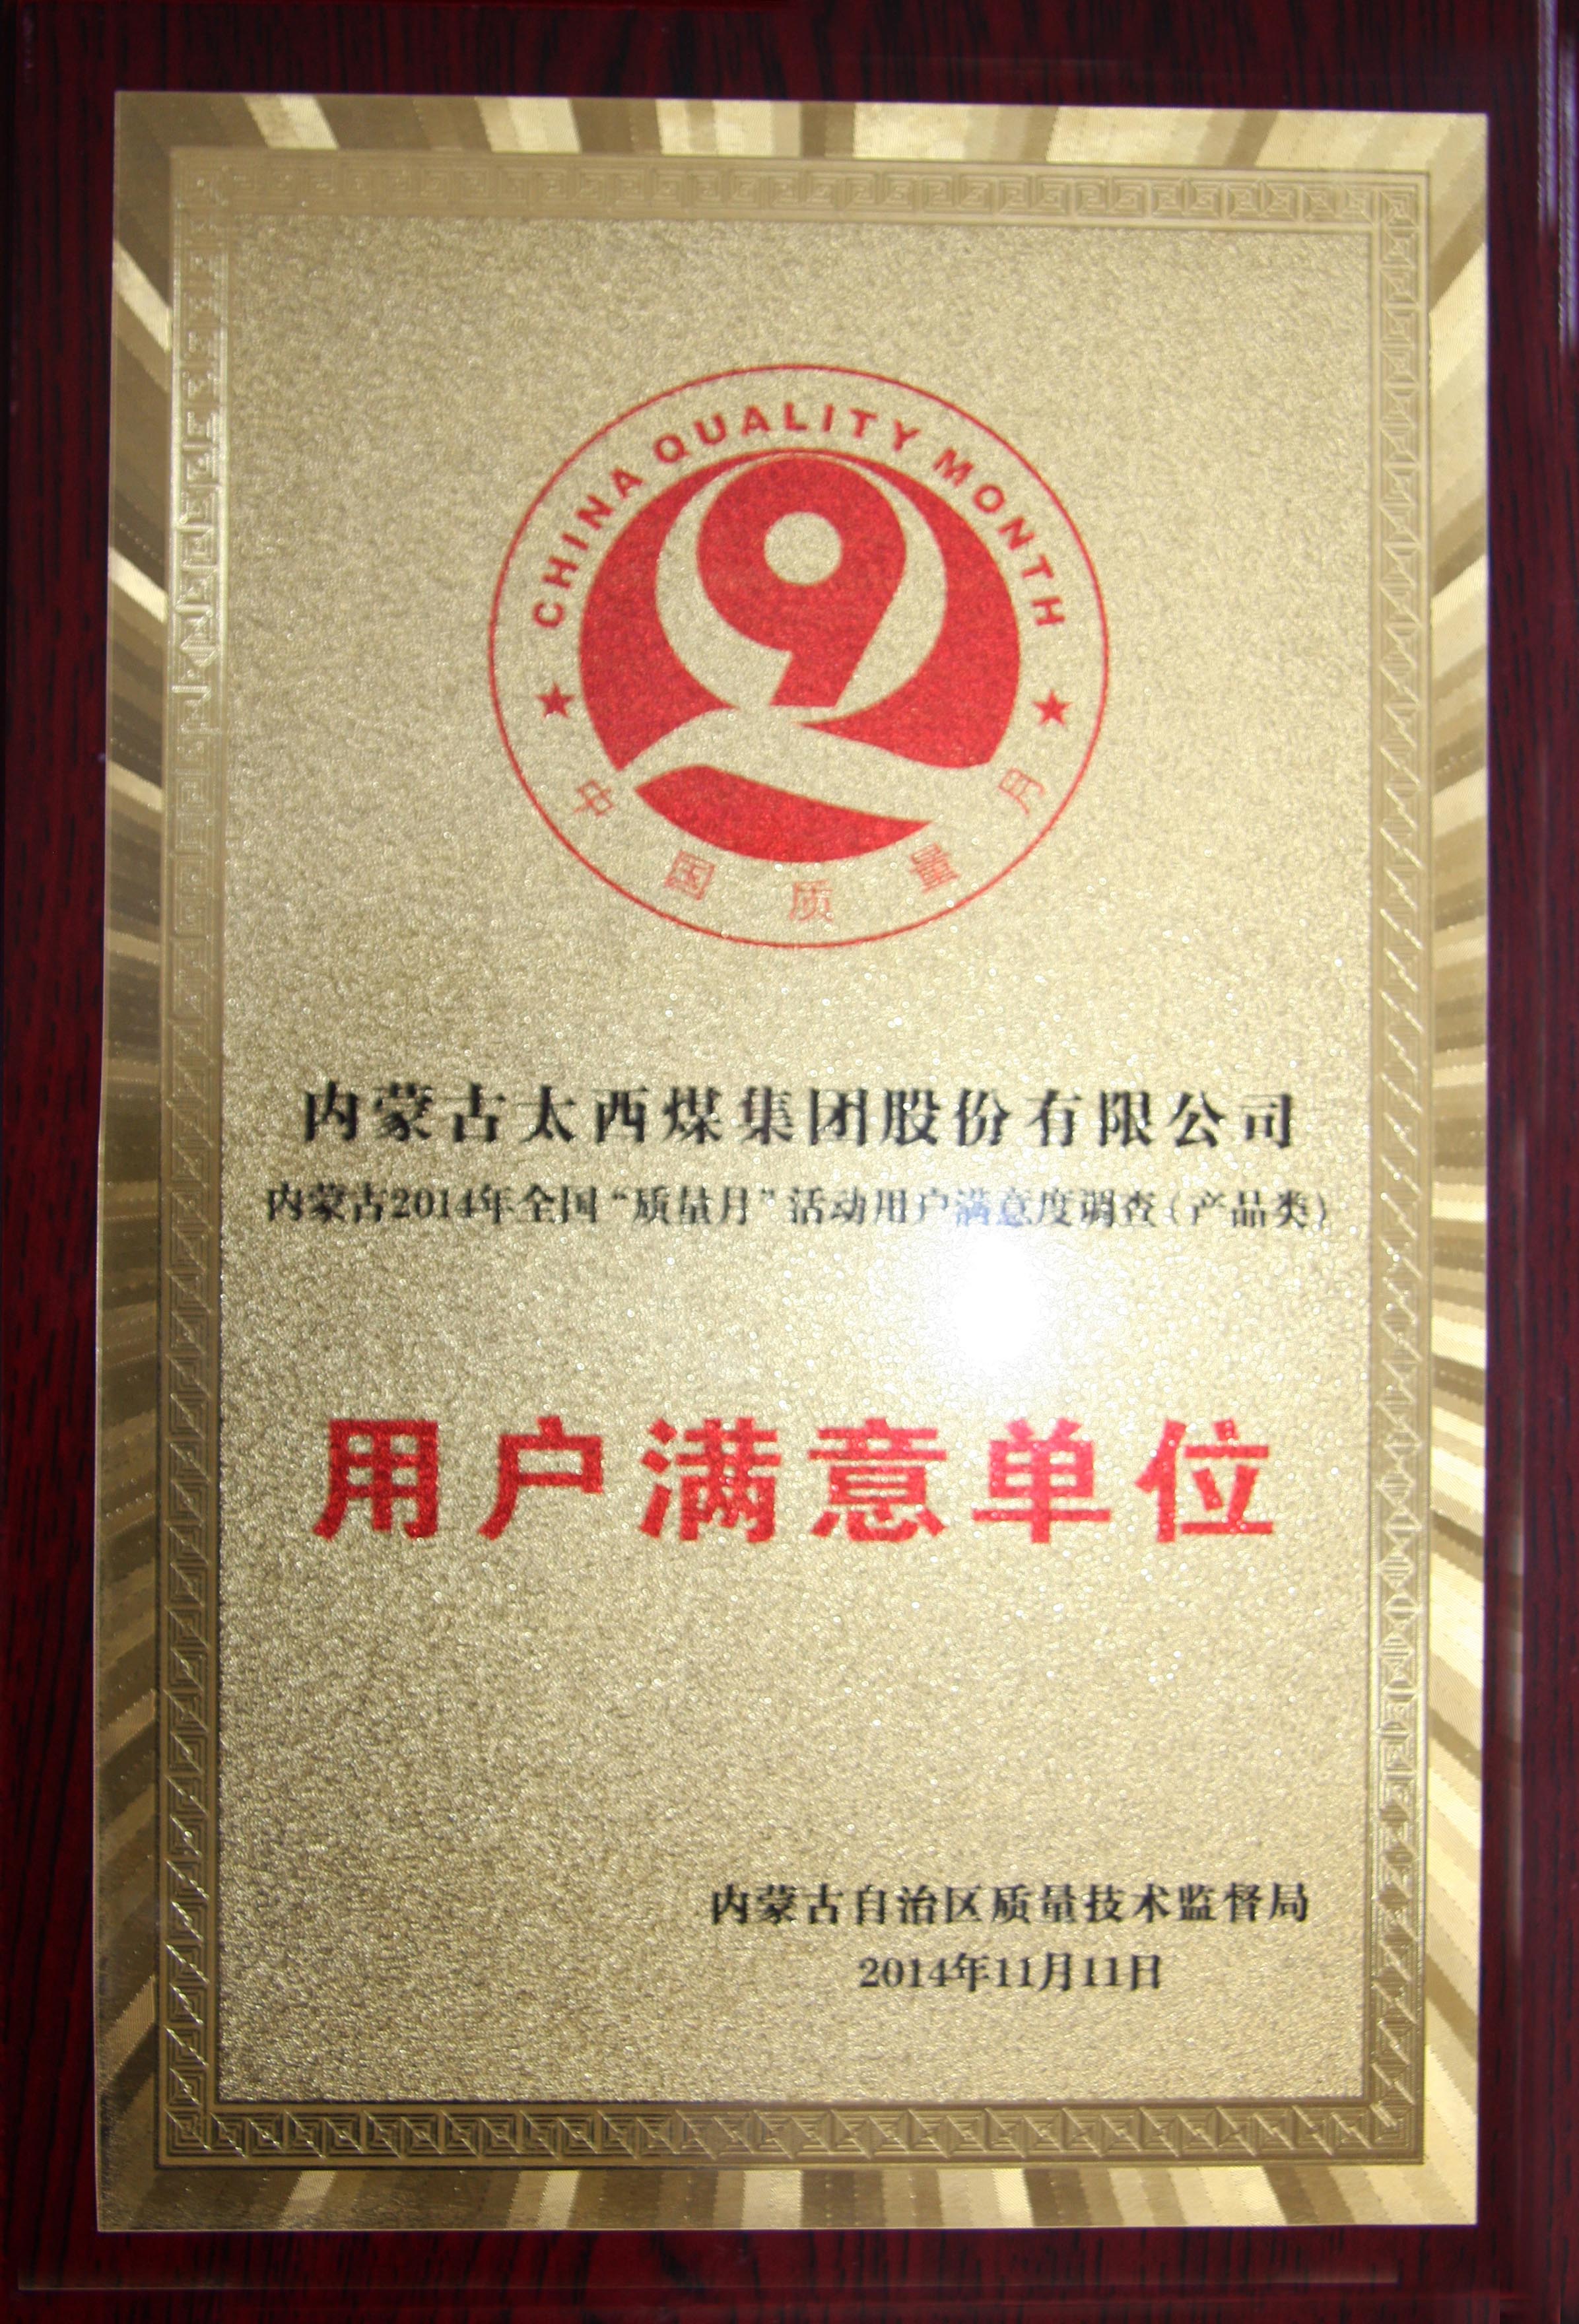 CHINA QUALITY MONTH
9
中国质量月
内蒙古太西煤集团股份有限公司
内蒙古2014年全国“质量月”活动用户满意度调查(产品类)
用户满意单位
内蒙古自治区质量技术监督局
2014年11月11日